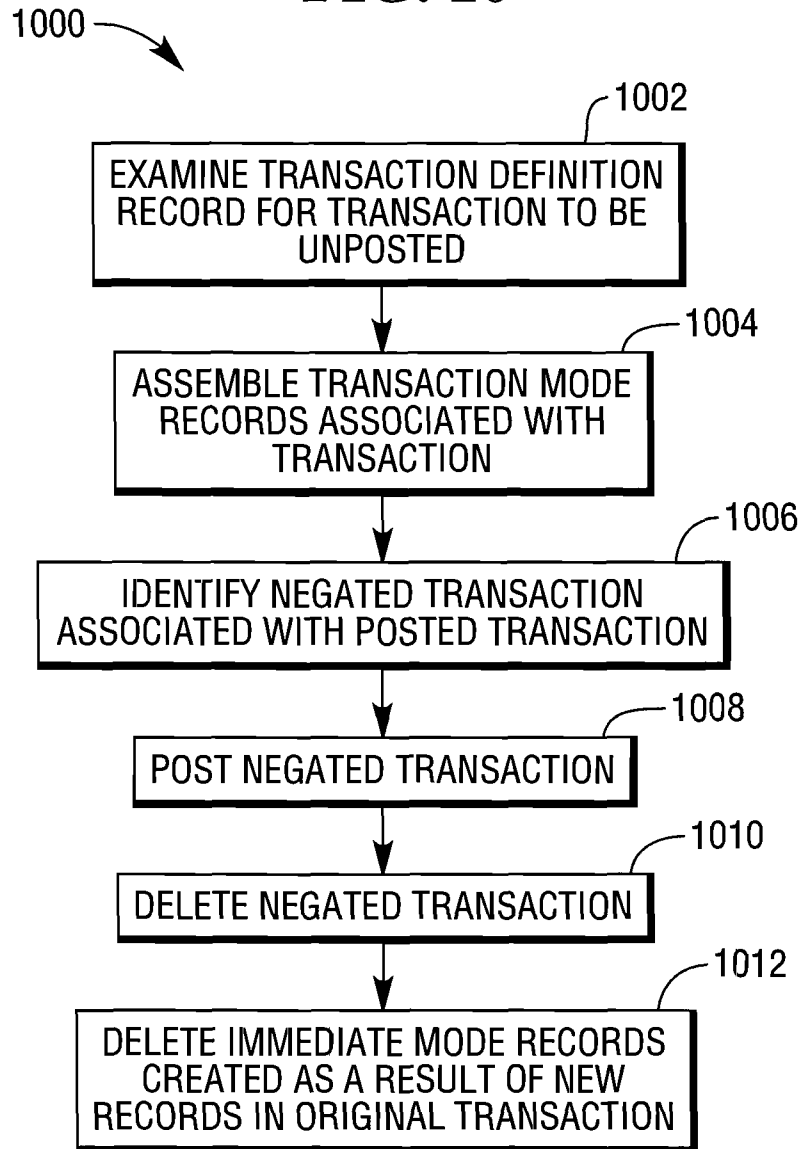 1000
1002
EXAMINE TRANSACTION DEFINITION
RECORD FOR TRANSACTION TO BE
UNPOSTED
1004
ASSEMBLE TRANSACTION MODE
RECORDS ASSOCIATED WITH
TRANSACTION
1006
IDENTIFY NEGATED TRANSACTION
ASSOCIATED WITH POSTED TRANSACTION
1008
POST NEGATED TRANSACTION
1010
DELETE NEGATED TRANSACTION
1012
DELETE IMMEDIATE MODE RECORDS
CREATED AS A RESULT OF NEW
RECORDS IN ORIGINAL TRANSACTION